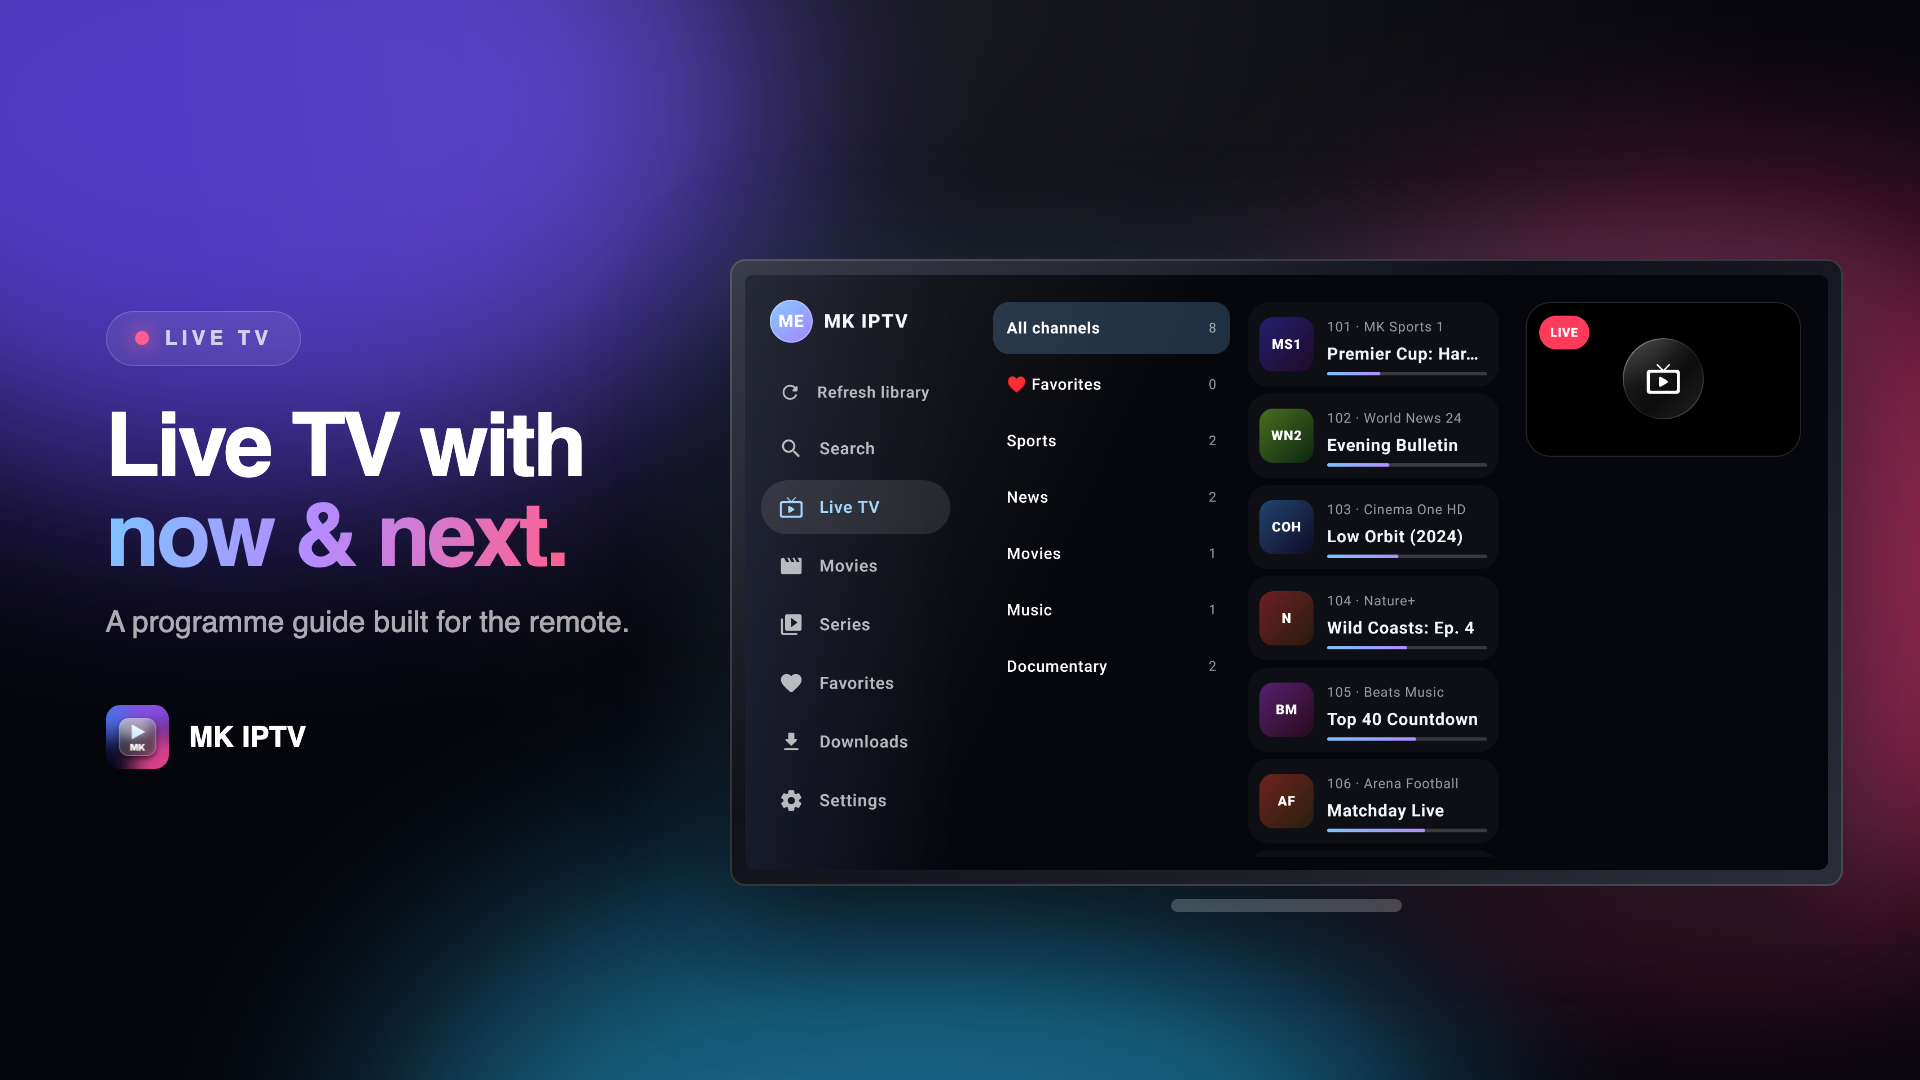 LIVE TV
Live TV with
now & next.
A programme guide built for the remote.
MK
MK IPTV
ME
MK IPTV
Refresh library
Search
Live TV
Movies
Series
Favorites
Downloads
Settings
All channels 8
Favorites 0
Sports 2
News 2
Movies 1
Music 1
Documentary 2
MS1
101 · MK Sports 1
Premier Cup: Har...
WN2
102 · World News 24
Evening Bulletin
COH
103 · Cinema One HD
Low Orbit (2024)
N
104 · Nature+
Wild Coasts: Ep. 4
BM
105 · Beats Music
Top 40 Countdown
AF
106 · Arena Football
Matchday Live
LIVE